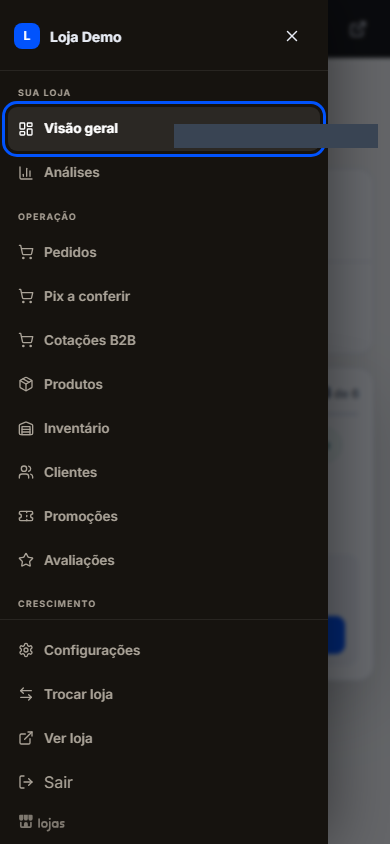 L Loja Demo
SUA LOJA
Visão geral
Análises
OPERAÇÃO
Pedidos
Pix a conferir
Cotações B2B
Produtos
Inventário
Clientes
Promoções
Avaliações
CRESCIMENTO
Configurações
Trocar loja
Ver loja
Sair
lojas